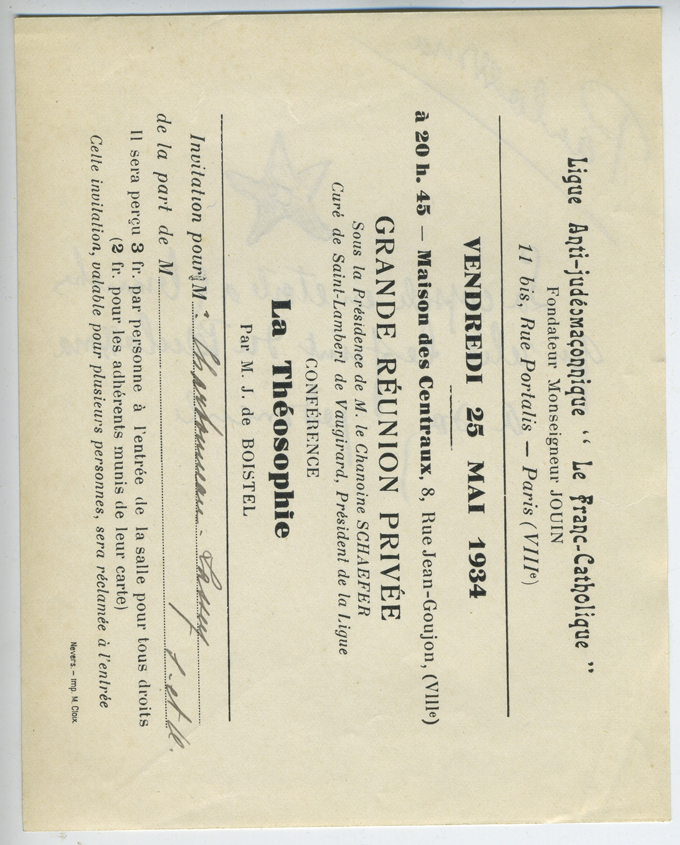 Ligue Anti-judéomaçonnique “ Le Franc-Catholique ”
Fondateur Monseigneur JOUIN
11 bis, Rue Portalis — Paris (VIIIe)
VENDREDI 25 MAI 1934
à 20 h. 45 — Maison des Centraux, 8, Rue Jean-Goujon, (VIIIe)
GRANDE RÉUNION PRIVÉE
Sous la Présidence de M. le Chanoine SCHAEFER
Curé de Saint-Lambert de Vaugirard, Président de la Ligue
CONFÉRENCE
La Théosophie
Par M. J. de BOISTEL
Invitation pour M
de la part de M
Il sera perçu 3 fr. par personne à l'entrée de la salle pour tous droits
(2 fr. pour les adhérents munis de leur carte)
Cette invitation, valable pour plusieurs personnes, sera réclamée à l'entrée
Nevers. – Imp. M. Cloix